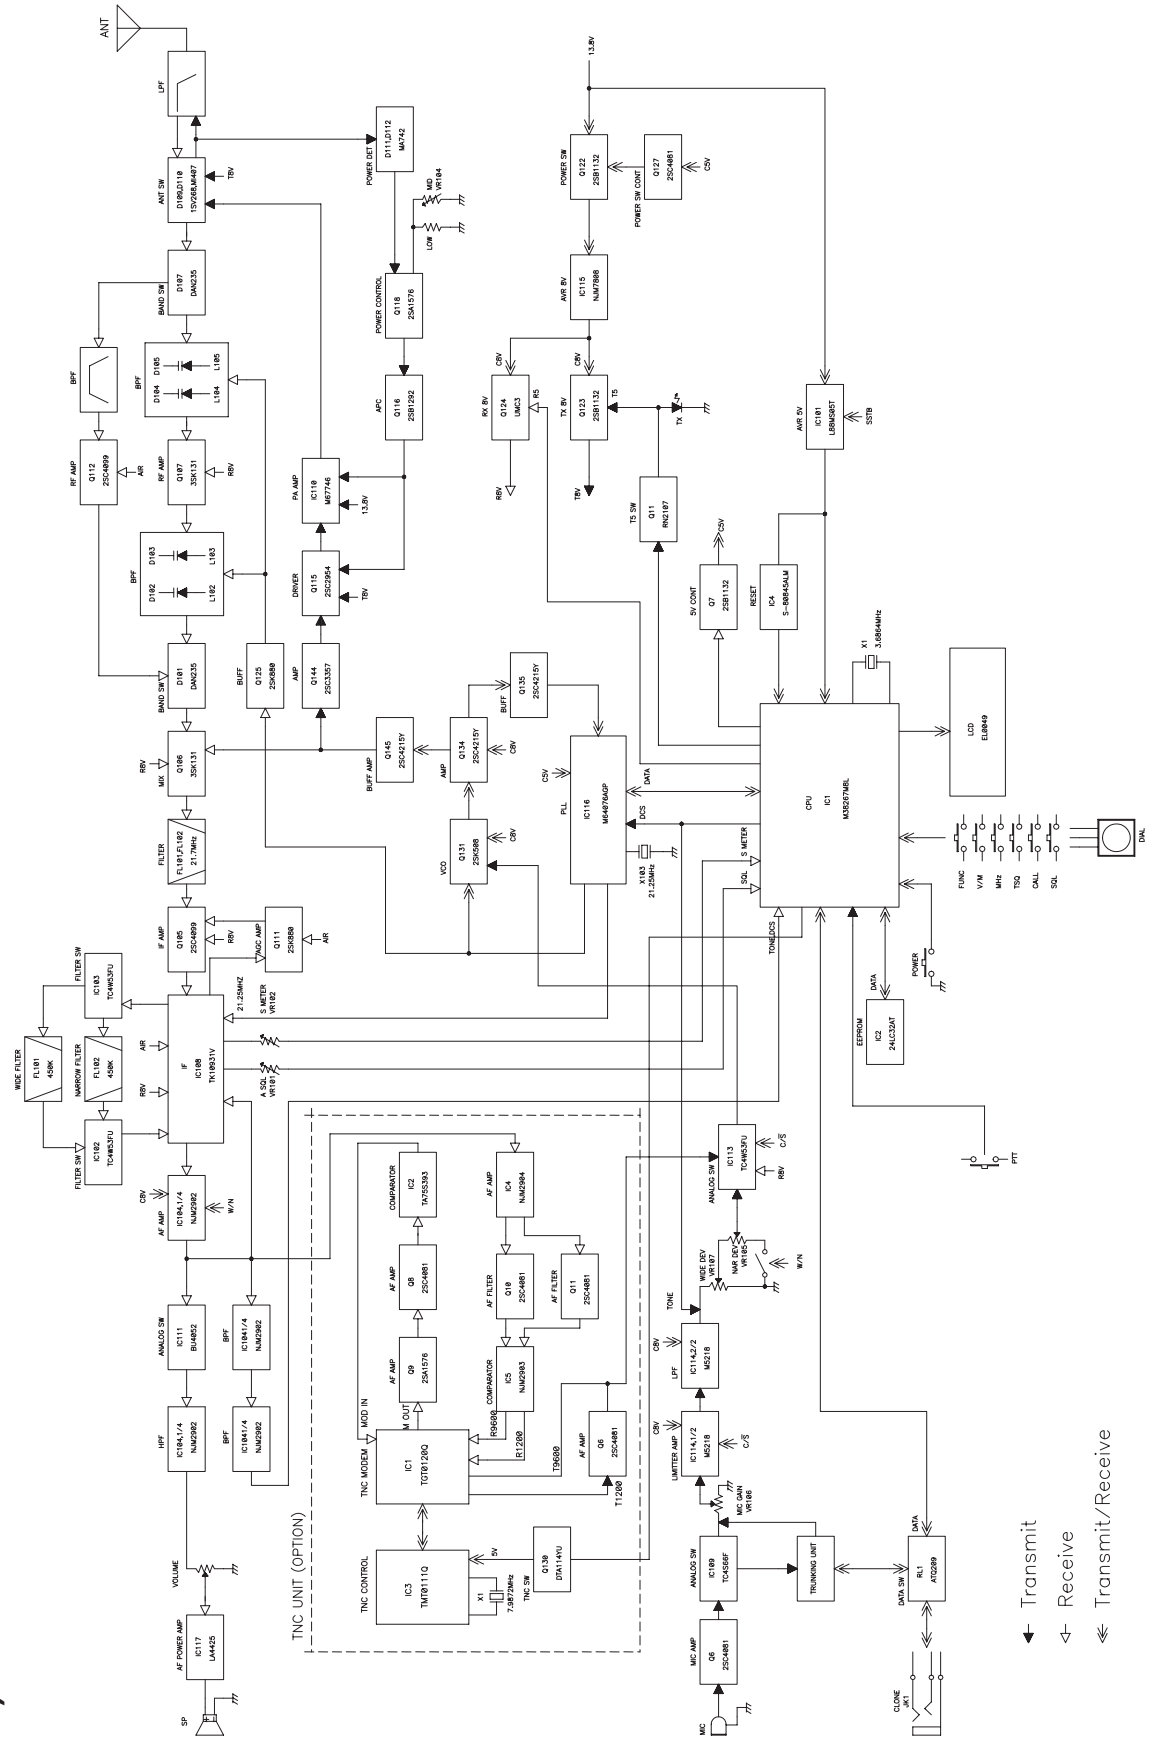 ANT
LPF
ANT SW
D109,D110
1SV268,MI407
T8V
POWER DET
D111,D112
MA742
BAND SW
D107
DAN235
BPF
BPF
D104
D105
L104
L105
RF AMP
Q112
2SC4099
AIR
RF AMP
Q107
3SK131
R8V
BPF
D102
D103
L102
L103
BAND SW
D101
DAN235
MIX
Q106
3SK131
R8V
FILTER
FL101,FL102
21.7MHz
IF AMP
Q105
2SC4099
R8V
AGC AMP
Q111
2SK880
AIR
FILTER SW
IC103
TC4W53FU
WIDE FILTER
FL101
450K
NARROW FILTER
FL102
450K
FILTER SW
IC102
TC4W53FU
IF
IC108
TK10931V
R8V
AIR
21.25MHZ
S METER
VR102
A SQL
VR101
AF AMP
IC104,1/4
NJM2902
C8V
W/N
ANALOG SW
IC111
BU4052
BPF
IC1041/4
NJM2902
HPF
IC104,1/4
NJM2902
BPF
IC1041/4
NJM2902
VOLUME
AF POWER AMP
IC117
LA4425
SP
POWER CONTROL
Q118
2SA1576
LOW
MID
VR104
APC
Q116
2SB1292
PA AMP
IC110
M67746
13.8V
DRIVER
Q115
2SC2954
T8V
AMP
Q144
2SC3357
BUFF
Q125
2SK880
BUFF AMP
Q145
2SC4215Y
AMP
Q134
2SC4215Y
C8V
BUFF
Q135
2SC4215Y
VCO
Q131
2SK508
C8V
PLL
IC116
M64076AGP
C5V
X103
21.25MHz
DCS
DATA
13.8V
POWER SW
Q122
2SB1132
POWER SW CONT
Q127
2SC4081
C5V
AVR 8V
IC115
NJM7808
C8V
C8V
RX 8V
Q124
UMC3
R5
R8V
TX 8V
Q123
2SB1132
T5
T8V
TX
T5 SW
Q11
RN2107
5V CONT
Q7
2SB1132
C5V
AVR 5V
IC101
L88MS05T
SSTB
RESET
IC4
S-80845ALM
X1
3.6864MHz
CPU
IC1
M38267M8L
LCD
EL0049
S METER
SQL
TONE,DCS
FUNC
V/M
MHz
TSQ
CALL
SQL
DIAL
POWER
DATA
EEPROM
IC2
24LC32AT
PTT
TNC UNIT (OPTION)
COMPARATOR
IC2
TA75S393
AF AMP
IC4
NJM2904
AF AMP
Q8
2SC4081
AF FILTER
Q10
2SC4081
AF FILTER
Q11
2SC4081
AF AMP
Q9
2SA1576
COMPARATOR
IC5
NJM2903
MOD IN
M OUT
R9600
R1200
TNC MODEM
IC1
TGT0120Q
T9600
T1200
AF AMP
Q6
2SC4081
TNC CONTROL
IC3
TMT0111Q
X1
7.9872MHz
5V
TNC SW
Q130
DTA114YU
ANALOG SW
IC113
TC4W53FU
R8V
C/S
WIDE DEV
VR107
NAR DEV
VR105
W/N
TONE
LPF
IC114,2/2
M5218
C8V
LIMITTER AMP
IC114,1/2
M5218
C8V
C/S
MIC GAIN
VR106
ANALOG SW
IC109
TC4S66F
TRUNKING UNIT
MIC AMP
Q6
2SC4081
MIC
DATA
DATA SW
RL1
ATQ209
CLONE
JK1
Transmit
Receive
Transmit/Receive